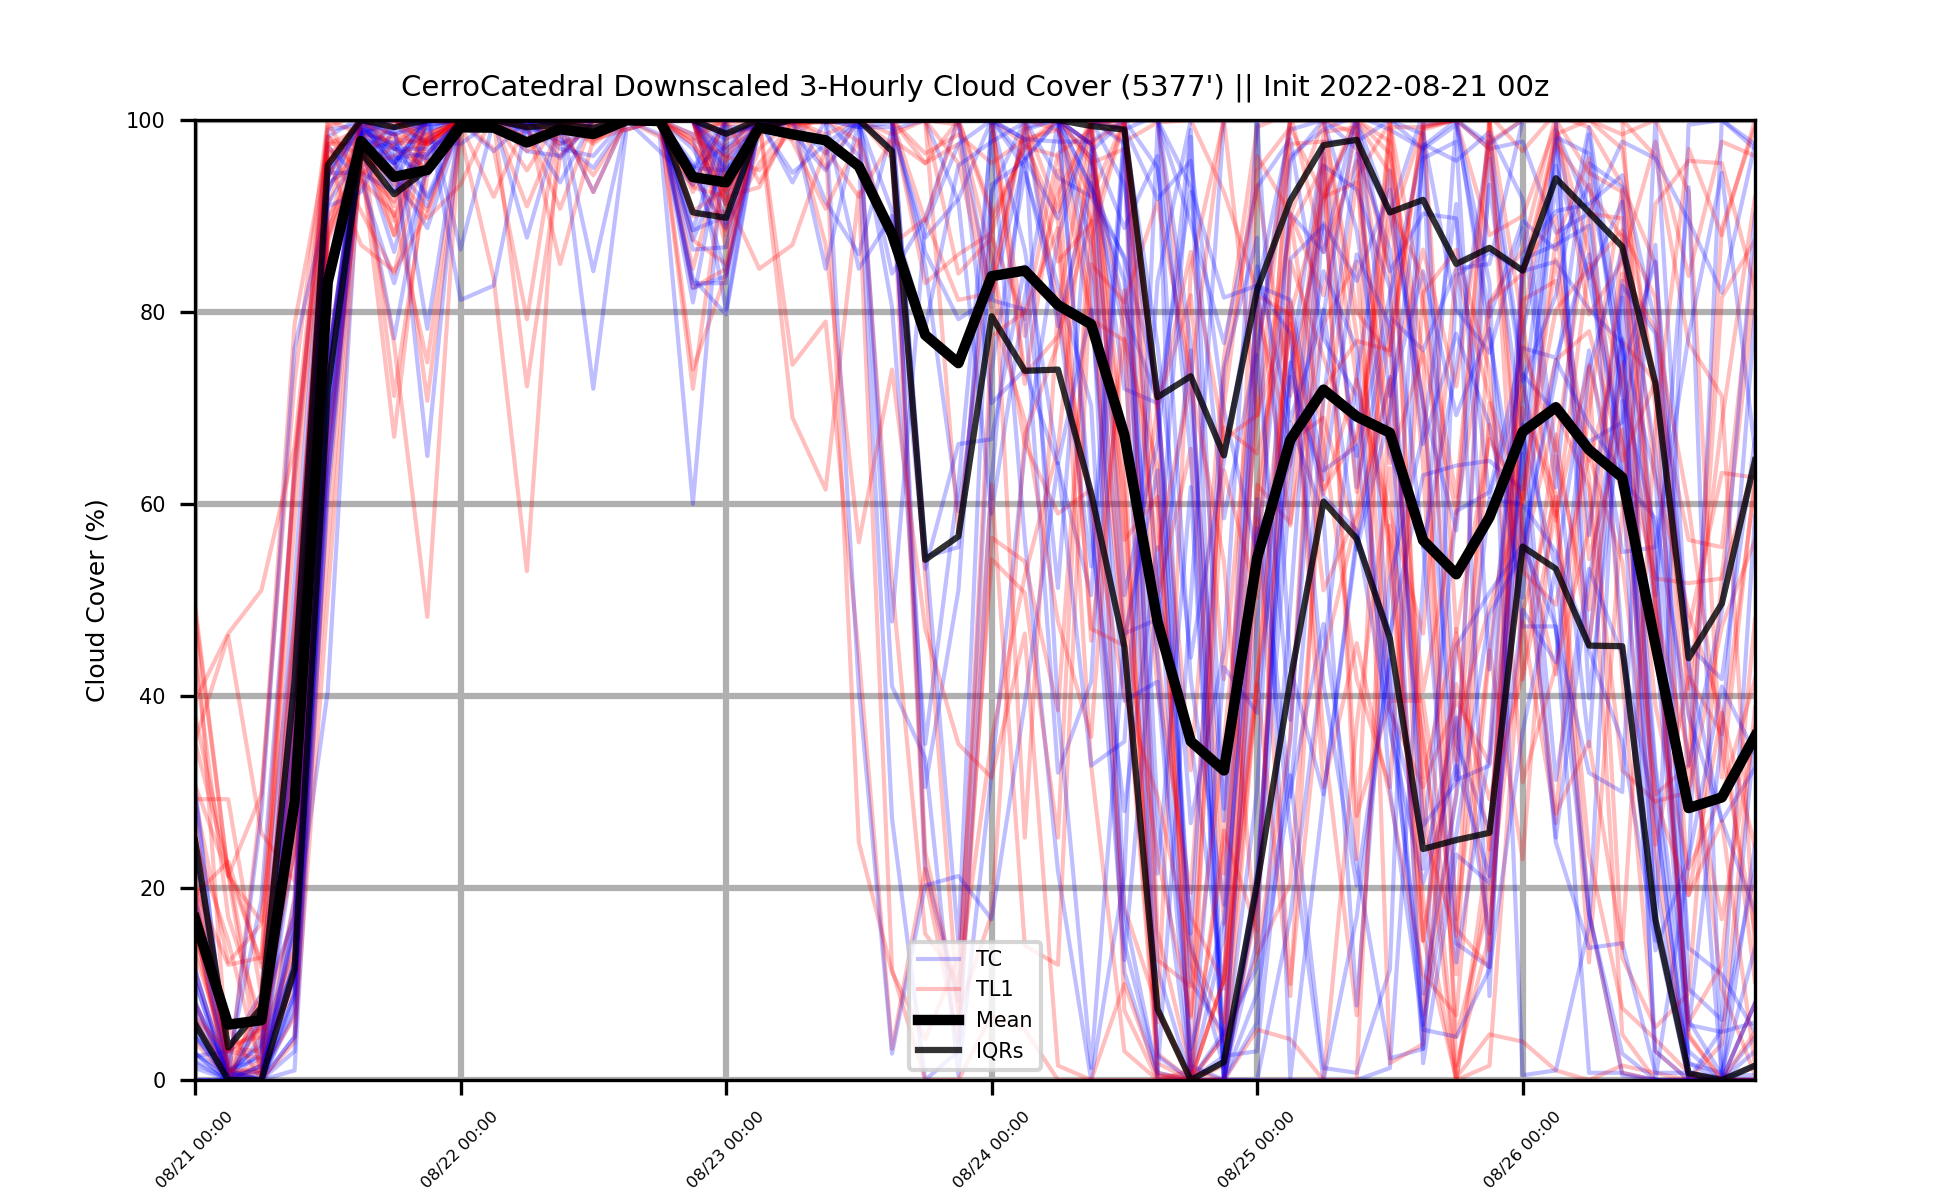 CerroCatedral Downscaled 3-Hourly Cloud Cover (5377') || Init 2022-08-21 00z
Cloud Cover (%)
100
80
60
40
20
0
TC
TL1
Mean
IQRs
08/21 00:00
08/22 00:00
08/23 00:00
08/24 00:00
08/25 00:00
08/26 00:00